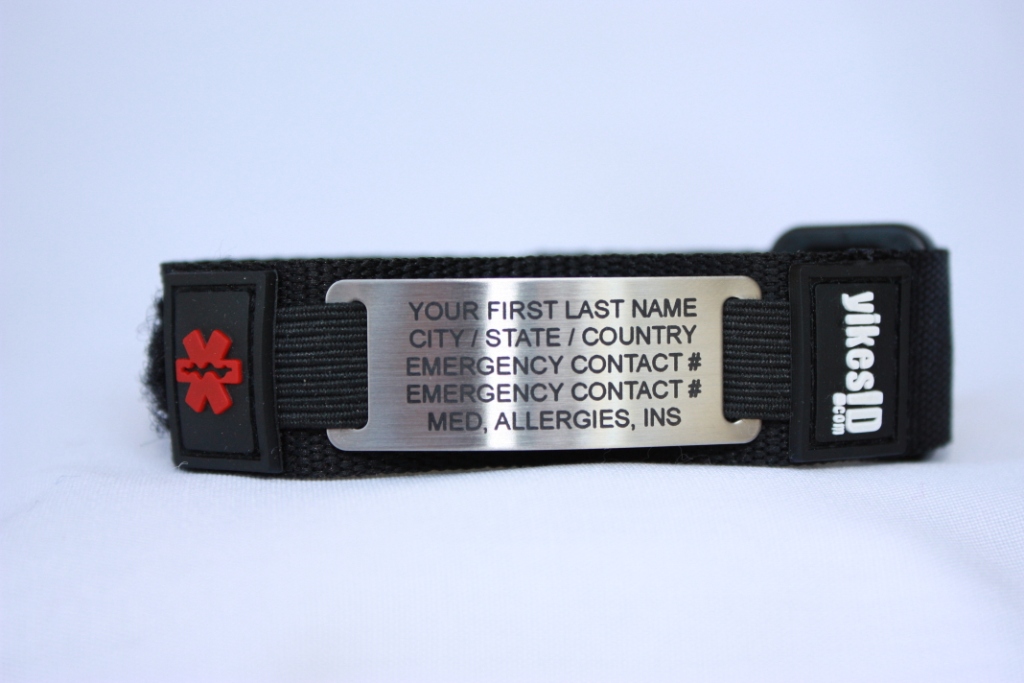 YOUR FIRST LAST NAME
CITY / STATE / COUNTRY
EMERGENCY CONTACT #
EMERGENCY CONTACT #
MED, ALLERGIES, INS
yikesID
.com